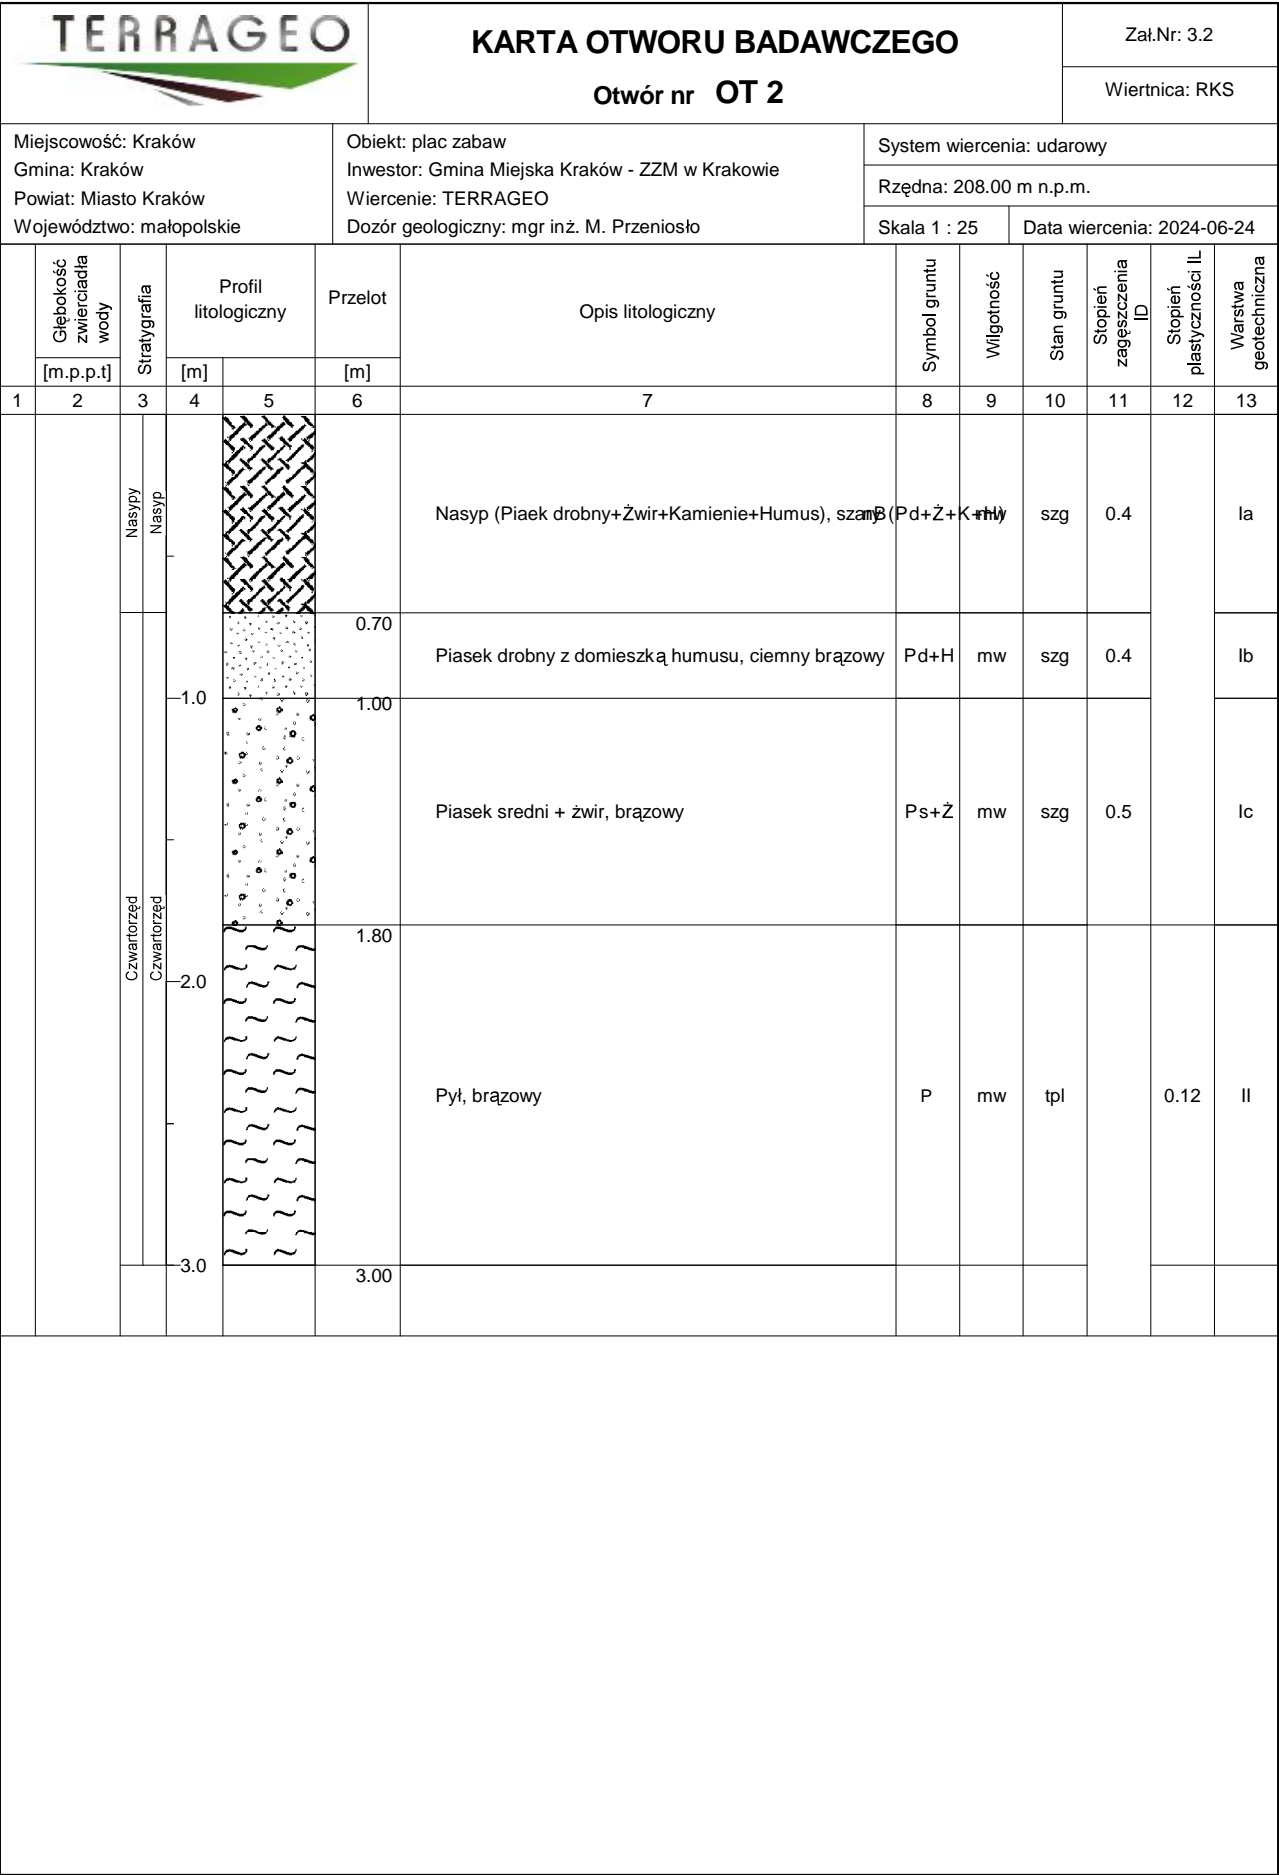 TERRAGEO
KARTA OTWORU BADAWCZEGO
Otwór nr OT 2
Zał.Nr: 3.2
Wiertnica: RKS
Miejscowość: Kraków
Gmina: Kraków
Powiat: Miasto Kraków
Województwo: małopolskie
Obiekt: plac zabaw
Inwestor: Gmina Miejska Kraków - ZZM w Krakowie
Wiercenie: TERRAGEO
Dozór geologiczny: mgr inż. M. Przeniosło
System wiercenia: udarowy
Rzędna: 208.00 m n.p.m.
Skala 1 : 25
Data wiercenia: 2024-06-24
Głębokość
zwierciadła
wody
[m.p.p.t]
Stratygrafia
Profil
litologiczny
[m]
Przelot
[m]
Opis litologiczny
Symbol gruntu
Wilgotność
Stan gruntu
Stopień
zagęszczenia
ID
Stopień
plastyczności IL
Warstwa
geotechniczna
1 2 3 4 5 6 7 8 9 10 11 12 13
Nasypy
Nasyp
Nasyp (Piaek drobny+Żwir+Kamienie+Humus), szary nB(Pd+Ż+K+H) mw szg 0.4 Ia
0.70
Piasek drobny z domieszką humusu, ciemny brązowy Pd+H mw szg 0.4 Ib
1.0
1.00
Piasek sredni + żwir, brązowy Ps+Ż mw szg 0.5 Ic
Czwartorzęd
Czwartorzęd
1.80
2.0
Pył, brązowy P mw tpl 0.12 II
3.0
3.00